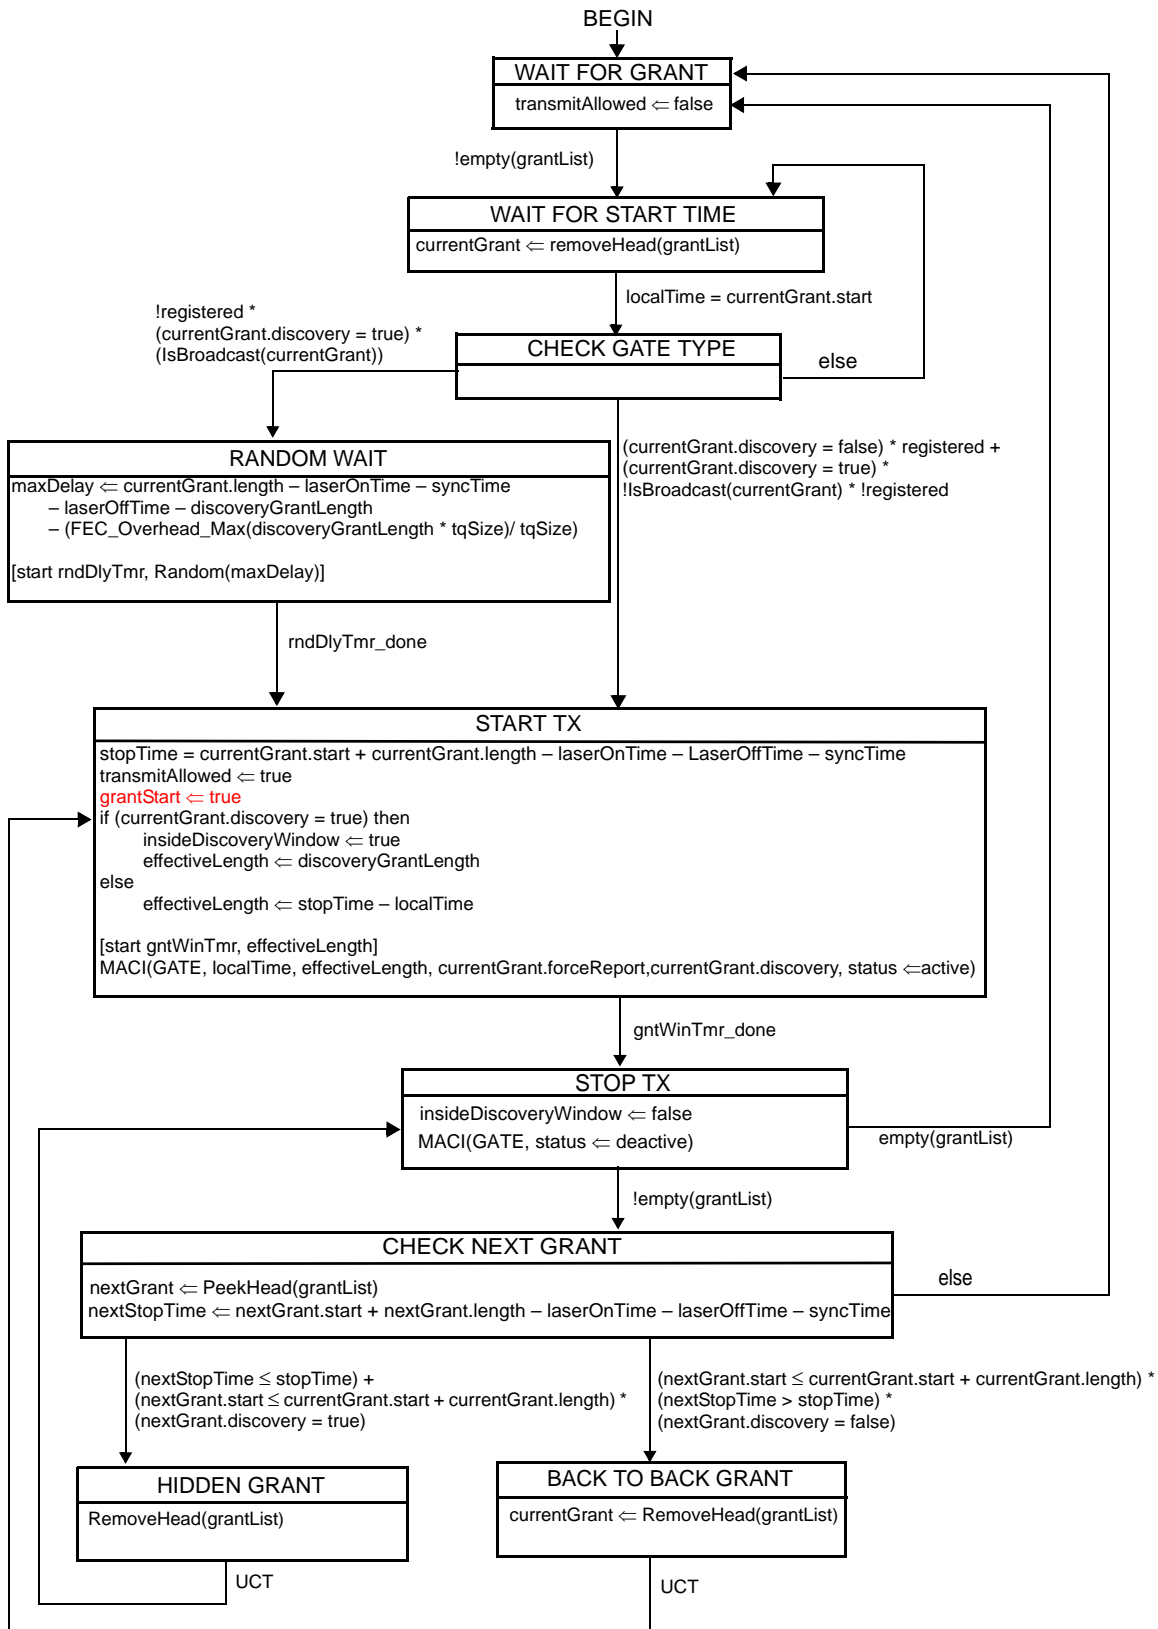 BEGIN
WAIT FOR GRANT
transmitAllowed ⇐ false
!empty(grantList)
WAIT FOR START TIME
currentGrant ⇐ removeHead(grantList)
localTime = currentGrant.start
!registered *
(currentGrant.discovery = true) *
(IsBroadcast(currentGrant))
CHECK GATE TYPE
else
(currentGrant.discovery = false) * registered +
(currentGrant.discovery = true) *
!IsBroadcast(currentGrant) * !registered
RANDOM WAIT
maxDelay ⇐ currentGrant.length – laserOnTime – syncTime
– laserOffTime – discoveryGrantLength
– (FEC_Overhead_Max(discoveryGrantLength * tqSize)/ tqSize)
[start rndDlyTmr, Random(maxDelay)]
rndDlyTmr_done
START TX
stopTime = currentGrant.start + currentGrant.length – laserOnTime – LaserOffTime – syncTime
transmitAllowed ⇐ true
grantStart ⇐ true
if (currentGrant.discovery = true) then
insideDiscoveryWindow ⇐ true
effectiveLength ⇐ discoveryGrantLength
else
effectiveLength ⇐ stopTime – localTime
[start gntWinTmr, effectiveLength]
MACI(GATE, localTime, effectiveLength, currentGrant.forceReport,currentGrant.discovery, status ⇐active)
gntWinTmr_done
STOP TX
insideDiscoveryWindow ⇐ false
MACI(GATE, status ⇐ deactive)
empty(grantList)
!empty(grantList)
CHECK NEXT GRANT
nextGrant ⇐ PeekHead(grantList)
nextStopTime ⇐ nextGrant.start + nextGrant.length – laserOnTime – laserOffTime – syncTime
else
(nextStopTime ≤ stopTime) +
(nextGrant.start ≤ currentGrant.start + currentGrant.length) *
(nextGrant.discovery = true)
(nextGrant.start ≤ currentGrant.start + currentGrant.length) *
(nextStopTime > stopTime) *
(nextGrant.discovery = false)
HIDDEN GRANT
RemoveHead(grantList)
UCT
BACK TO BACK GRANT
currentGrant ⇐ RemoveHead(grantList)
UCT